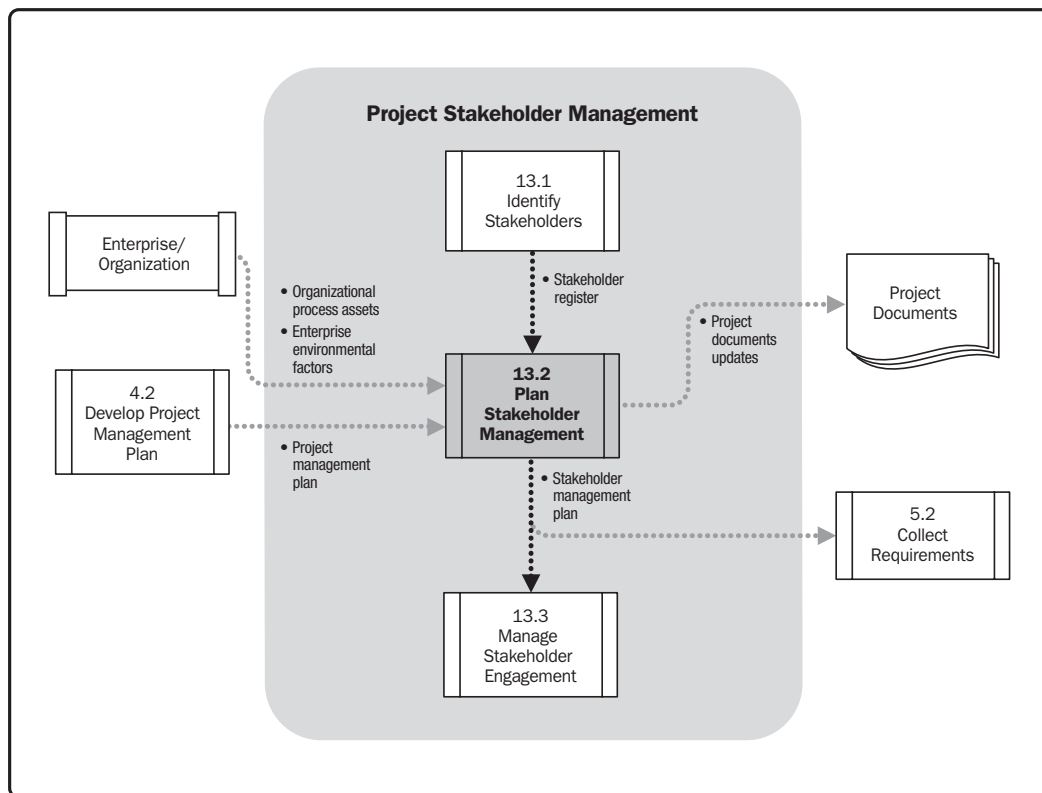 Project Stakeholder Management
13.1
Identify
Stakeholders
Enterprise/
Organization
• Organizational
process assets
• Enterprise
environmental
factors
• Stakeholder
register
• Project
documents
updates
Project
Documents
4.2
Develop Project
Management
Plan
• Project
management
plan
13.2
Plan
Stakeholder
Management
• Stakeholder
management
plan
5.2
Collect
Requirements
13.3
Manage
Stakeholder
Engagement